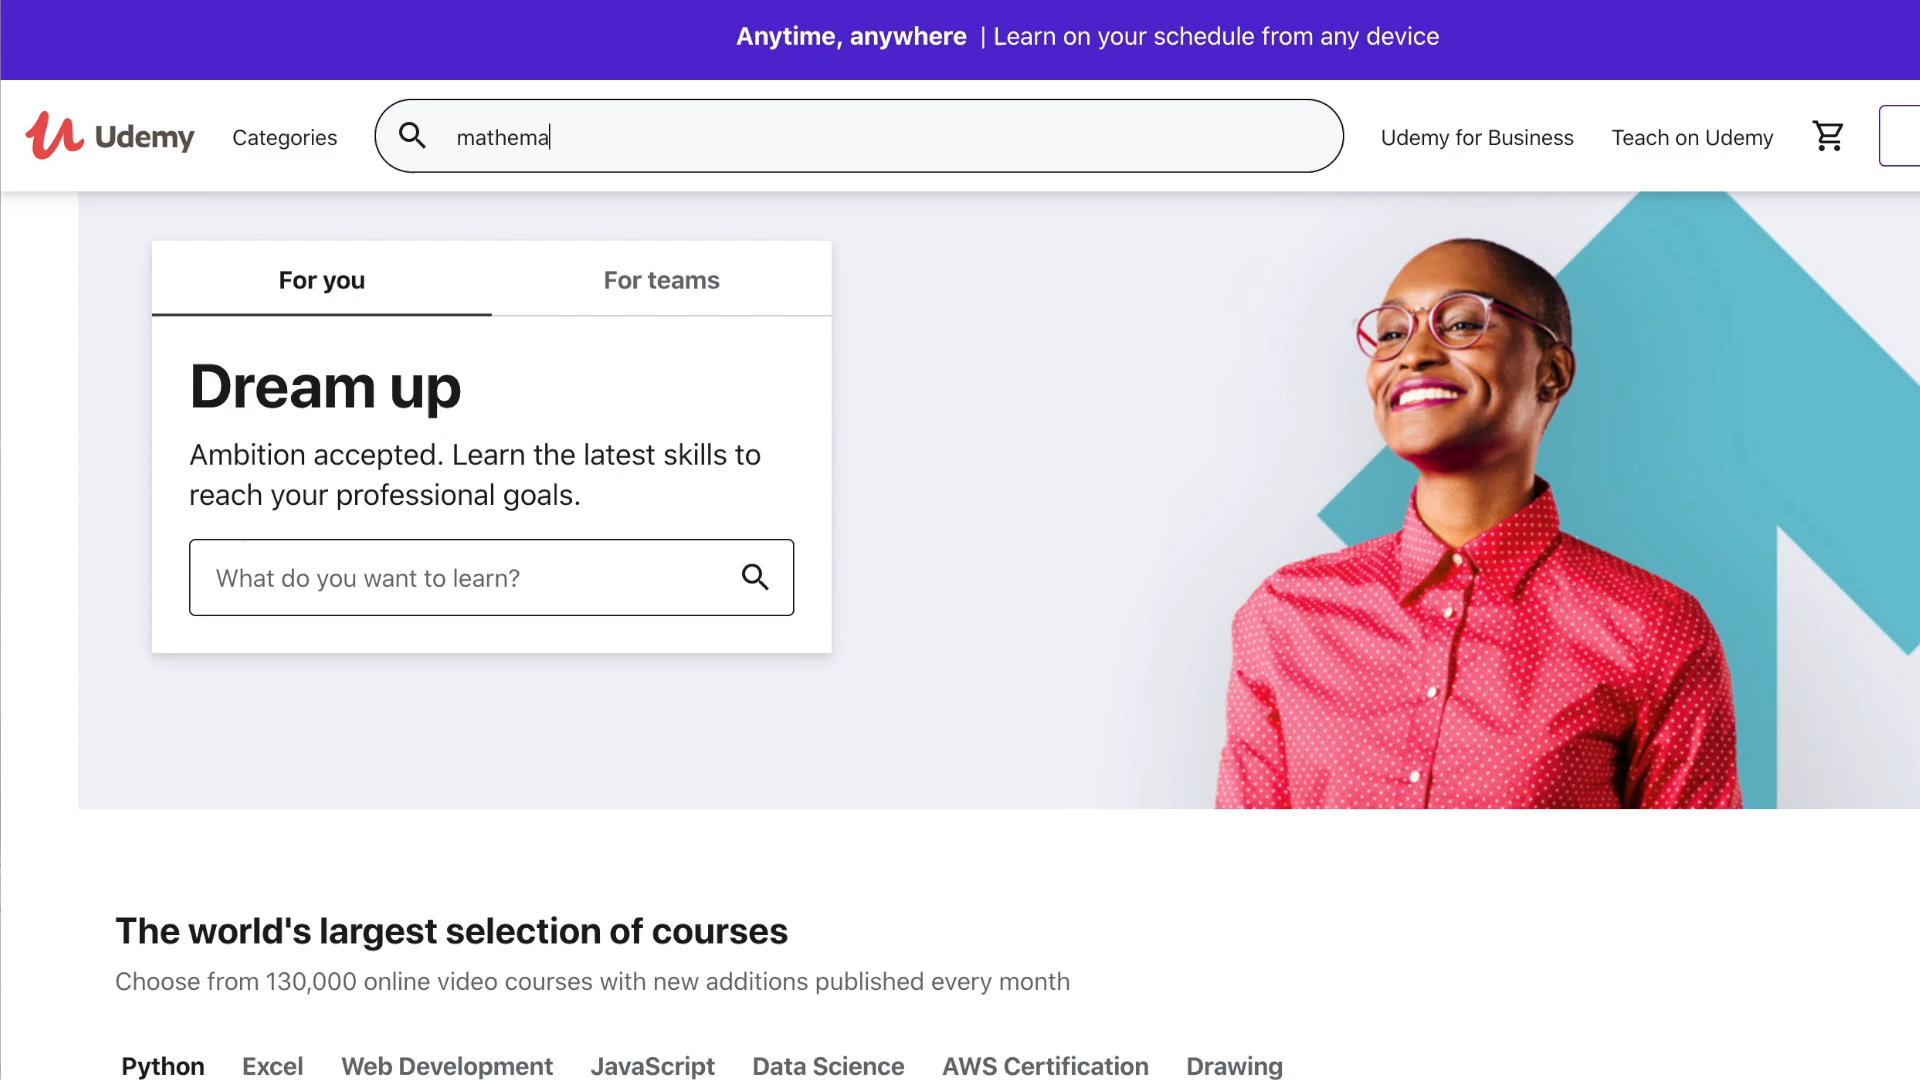 Anytime, anywhere | Learn on your schedule from any device
Udemy Categories mathema Udemy for Business Teach on Udemy
For you For teams
Dream up
Ambition accepted. Learn the latest skills to
reach your professional goals.
What do you want to learn?
The world's largest selection of courses
Choose from 130,000 online video courses with new additions published every month
Python Excel Web Development JavaScript Data Science AWS Certification Drawing